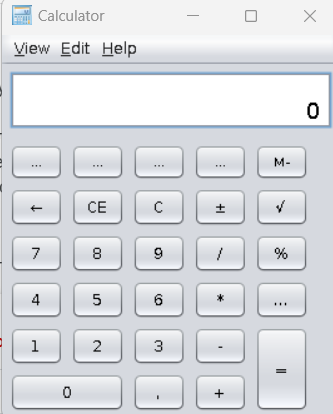 Calculator
View Edit Help
0
... ... ... ... M-
← CE C ± √
7 8 9 / %
4 5 6 * ...
1 2 3 -
=
0 , +